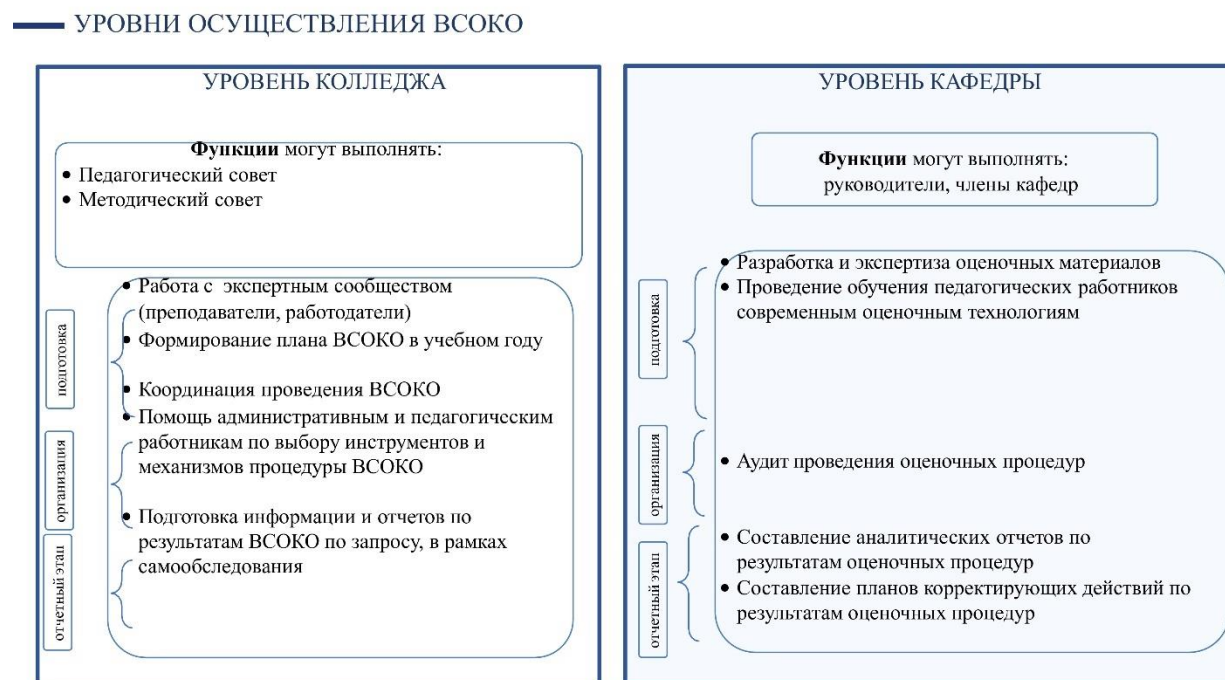 УРОВНИ ОСУЩЕСТВЛЕНИЯ ВСОКО
УРОВЕНЬ КОЛЛЕДЖА
Функции могут выполнять:
• Педагогический совет
• Методический совет
подготовка
организация
отчетный этап
• Работа с экспертным сообществом
(преподаватели, работодатели)
• Формирование плана ВСОКО в учебном году
• Координация проведения ВСОКО
• Помощь административным и педагогическим
работникам по выбору инструментов и
механизмов процедуры ВСОКО
• Подготовка информации и отчетов по
результатам ВСОКО по запросу, в рамках
самообследования
УРОВЕНЬ КАФЕДРЫ
Функции могут выполнять:
руководители, члены кафедр
подготовка
• Разработка и экспертиза оценочных материалов
• Проведение обучения педагогических работников
современным оценочным технологиям
организация
• Аудит проведения оценочных процедур
отчетный этап
• Составление аналитических отчетов по
результатам оценочных процедур
• Составление планов корректирующих действий по
результатам оценочных процедур